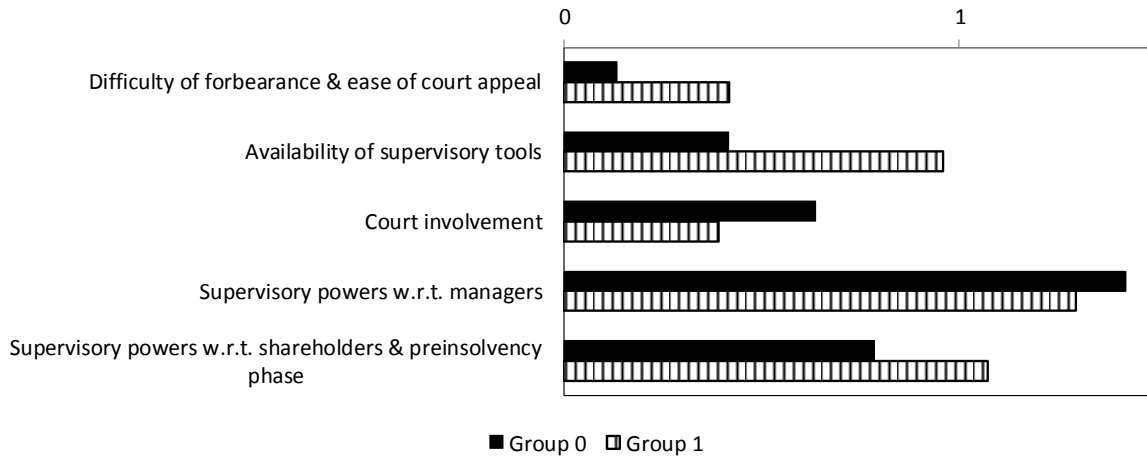 0 1
Difficulty of forbearance & ease of court appeal
Availability of supervisory tools
Court involvement
Supervisory powers w.r.t. managers
Supervisory powers w.r.t. shareholders & preinsolvency
phase
Group 0 Group 1